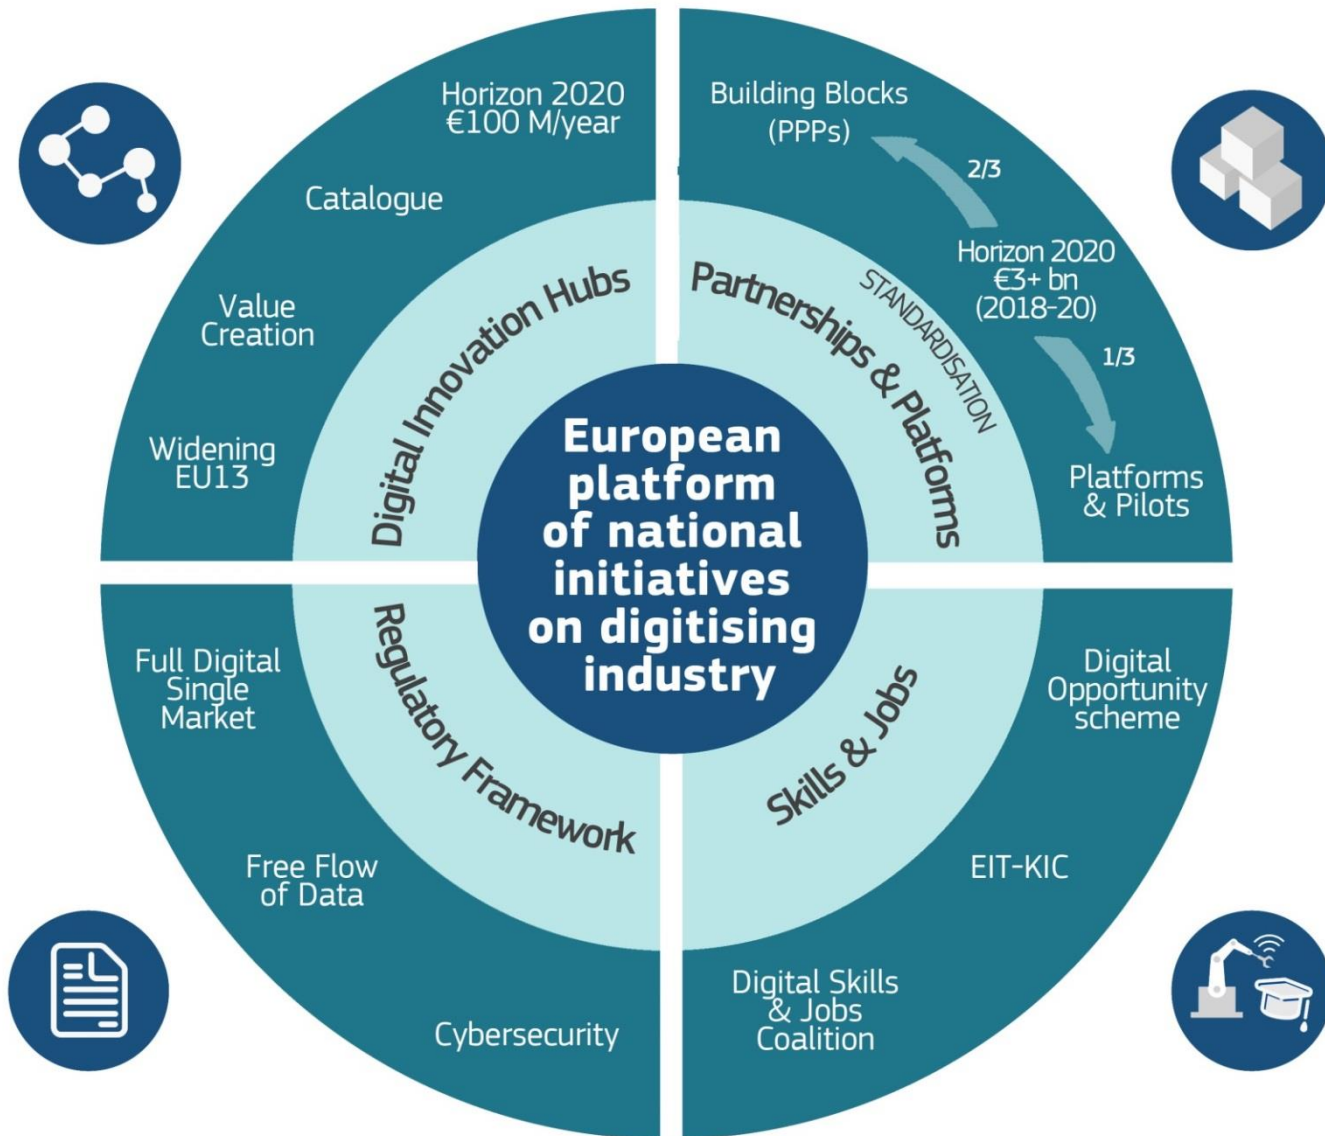 Horizon 2020
€100 M/year
Catalogue
Value
Creation
Widening
EU13
Digital Innovation Hubs
Building Blocks
(PPPs)
2/3
Horizon 2020
€3+ bn
(2018-20)
1/3
Platforms
& Pilots
STANDARDISATION
Partnerships & Platforms
European
platform
of national
initiatives
on digitising
industry
Regulatory Framework
Full Digital
Single
Market
Free Flow
of Data
Cybersecurity
Skills & Jobs
Digital
Opportunity
scheme
EIT-KIC
Digital Skills
& Jobs
Coalition